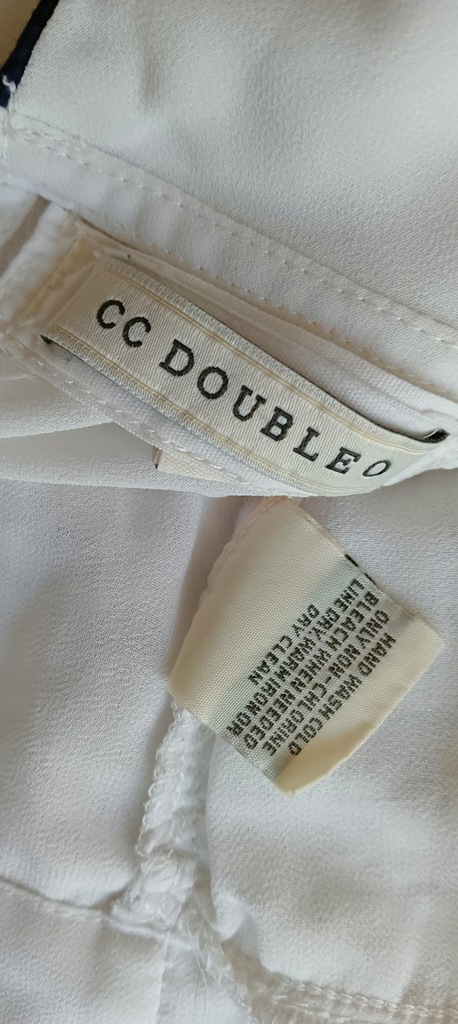 CC DOUBLE O
HAND WASH COLD
ONLY NON-CHLORINE
BLEACH WHEN NEEDED
LINE DRY. WARM IRON OR
DRY CLEAN